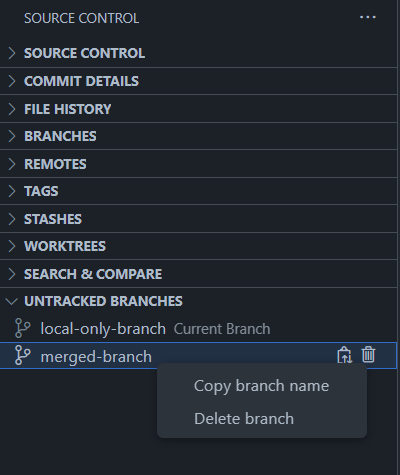 SOURCE CONTROL
SOURCE CONTROL
COMMIT DETAILS
FILE HISTORY
BRANCHES
REMOTES
TAGS
STASHES
WORKTREES
SEARCH & COMPARE
UNTRACKED BRANCHES
local-only-branch Current Branch
merged-branch
Copy branch name
Delete branch